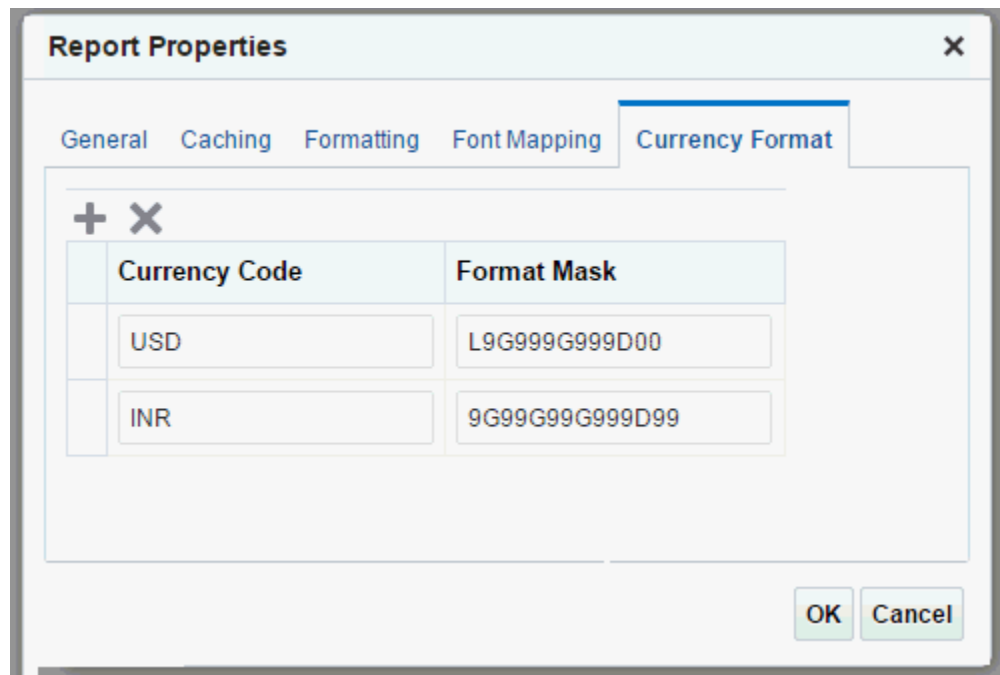 Report Properties
General Caching Formatting Font Mapping Currency Format
Currency Code Format Mask
USD L9G999G999D00
INR 9G99G99G999D99
OK Cancel